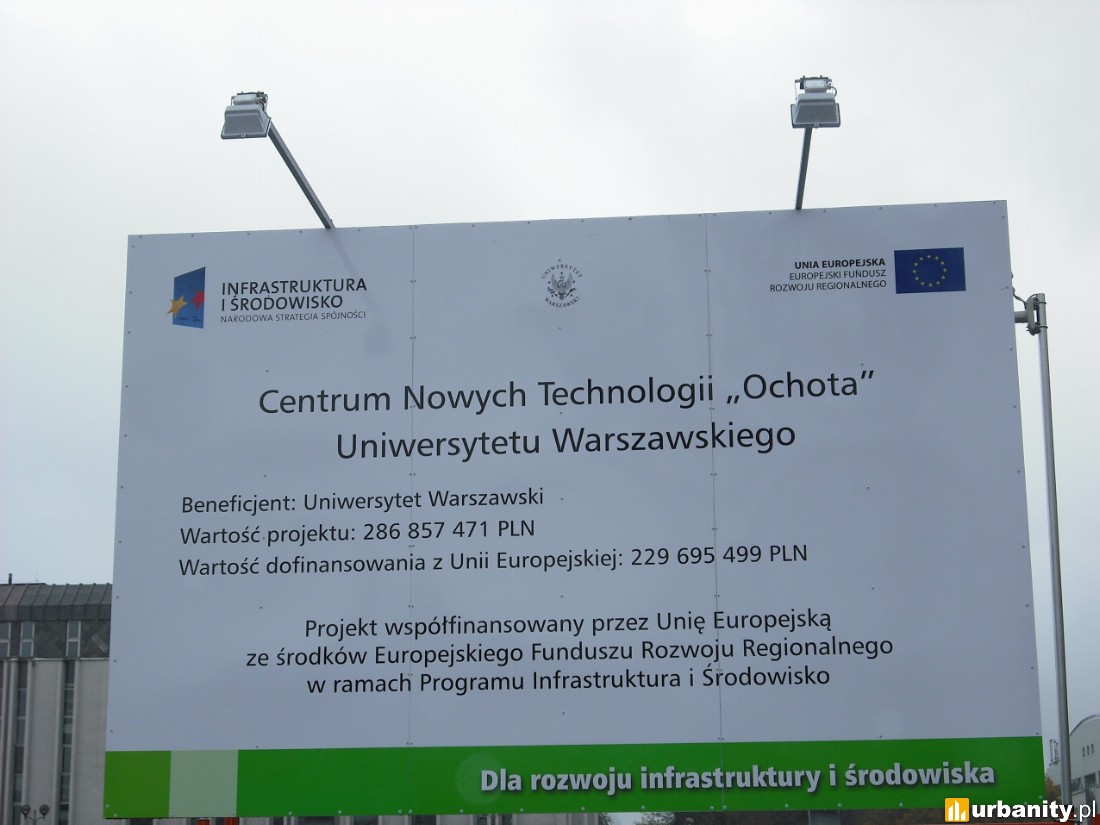 INFRASTRUKTURA
I ŚRODOWISKO
NARODOWA STRATEGIA SPÓJNOŚCI
UNIWERSYTET
WARSZAWSKI
UNIA EUROPEJSKA
EUROPEJSKI FUNDUSZ
ROZWOJU REGIONALNEGO
Centrum Nowych Technologii „Ochota”
Uniwersytetu Warszawskiego
Beneficjent: Uniwersytet Warszawski
Wartość projektu: 286 857 471 PLN
Wartość dofinansowania z Unii Europejskiej: 229 695 499 PLN
Projekt współfinansowany przez Unię Europejską
ze środków Europejskiego Funduszu Rozwoju Regionalnego
w ramach Programu Infrastruktura i Środowisko
Dla rozwoju infrastruktury i środowiska
urbanity.pl